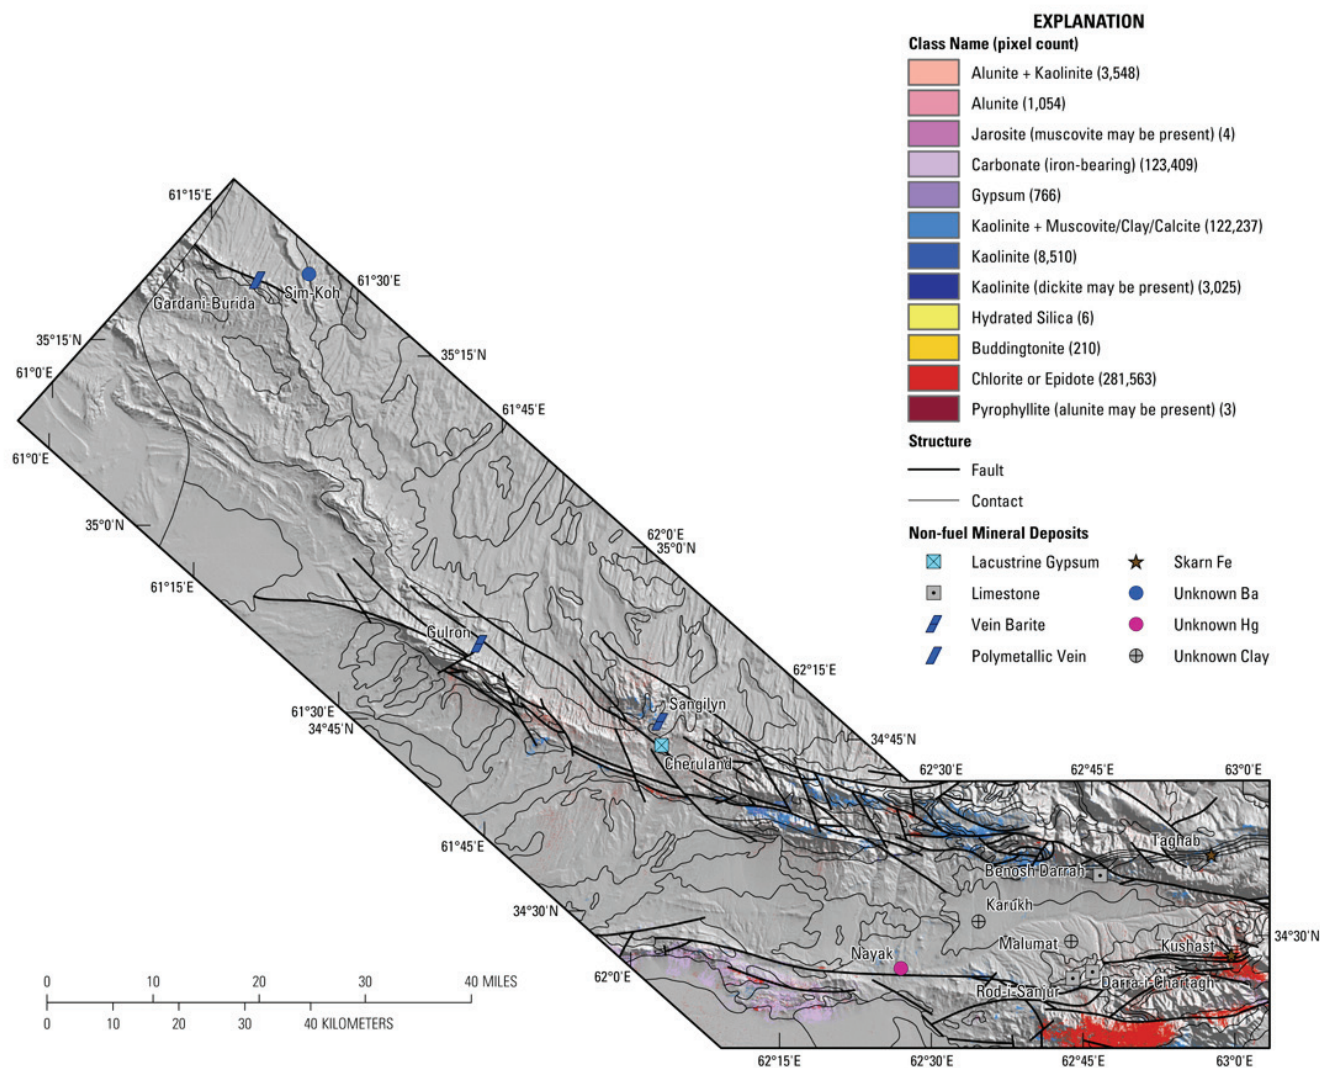 EXPLANATION
Class Name (pixel count)
Alunite + Kaolinite (3,548)
Alunite (1,054)
Jarosite (muscovite may be present) (4)
Carbonate (iron-bearing) (123,409)
Gypsum (766)
Kaolinite + Muscovite/Clay/Calcite (122,237)
Kaolinite (8,510)
Kaolinite (dickite may be present) (3,025)
Hydrated Silica (6)
Buddingtonite (210)
Chlorite or Epidote (281,563)
Pyrophyllite (alunite may be present) (3)
Structure
Fault
Contact
Non-fuel Mineral Deposits
Lacustrine Gypsum
Skarn Fe
Limestone
Unknown Ba
Vein Barite
Unknown Hg
Polymetallic Vein
Unknown Clay
61°15'E
61°30'E
Sim-Koh
Gardani-Burida
35°15'N
35°15'N
61°0'E
61°45'E
61°0'E
35°0'N
62°0'E
35°0'N
61°15'E
Gulron
62°15'E
Sangilyn
61°30'E
34°45'N
34°45'N
Cheruland
62°30'E
62°45'E
63°0'E
61°45'E
Taghab
Benosh Darrah
34°30'N
Karukh
34°30'N
Malumat
Kushast
Nayak
62°0'E
Rod-i-Sanjur
Darra-i-Chartagh
0 10 20 30 40 MILES
0 10 20 30 40 KILOMETERS
62°15'E
62°30'E
62°45'E
63°0'E